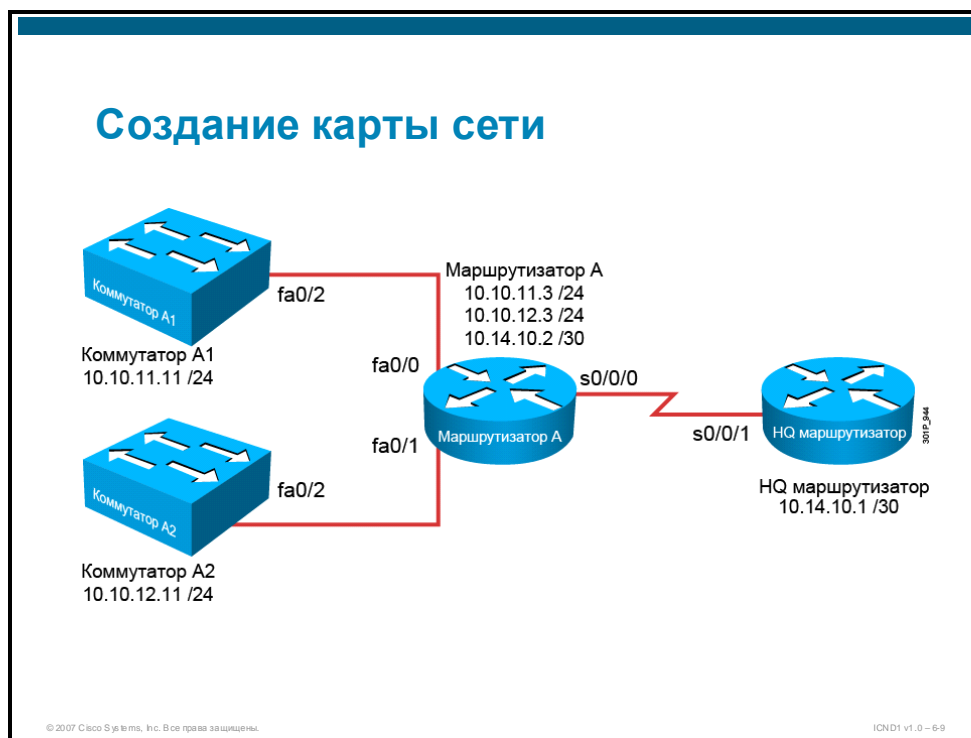 Создание карты сети
Коммутатор A1
fa0/2
Коммутатор A1
10.10.11.11 /24
Маршрутизатор A
10.10.11.3 /24
10.10.12.3 /24
10.14.10.2 /30
fa0/0
s0/0/0
Маршрутизатор A
fa0/1
s0/0/1
HQ маршрутизатор
301P_944
HQ маршрутизатор
10.14.10.1 /30
Коммутатор A2
fa0/2
Коммутатор A2
10.10.12.11 /24
© 2007 Cisco Systems, Inc. Все права защищены.
ICND1 v1.0 – 6-9